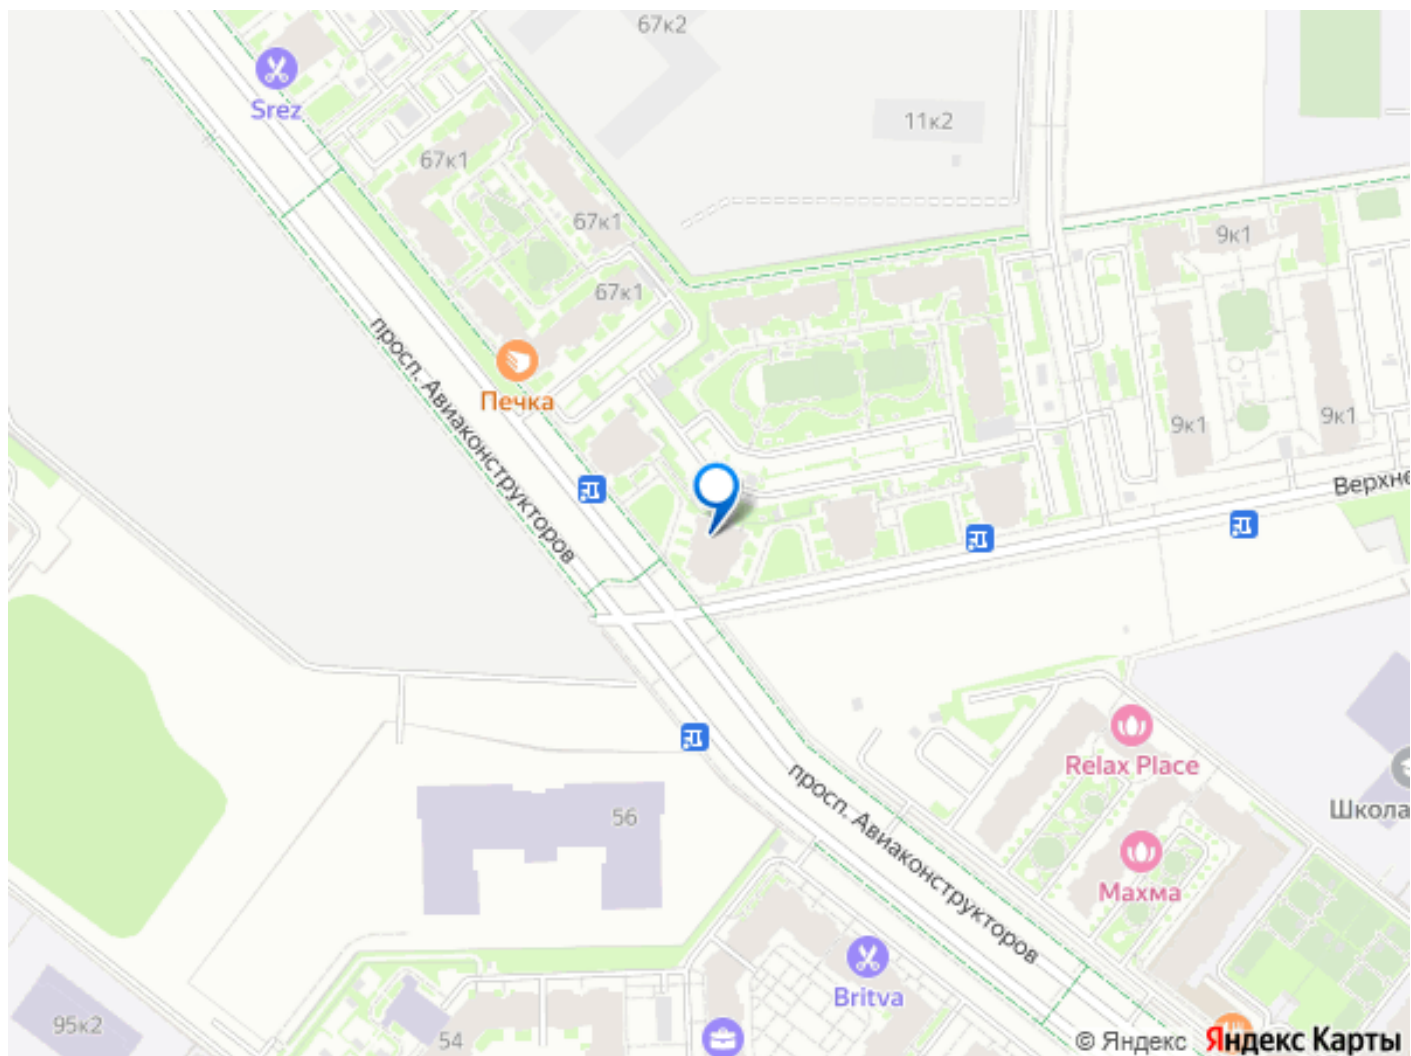 67к2
Srez
11к2
67к1
67к1
9к1
67к1
просп. Авиаконструкторов
Печка
9к1
9к1
Верхне
Relax Place
просп. Авиаконструкторов
Школа
56
Махма
Britva
95к2
54
© Яндекс Яндекс Карты